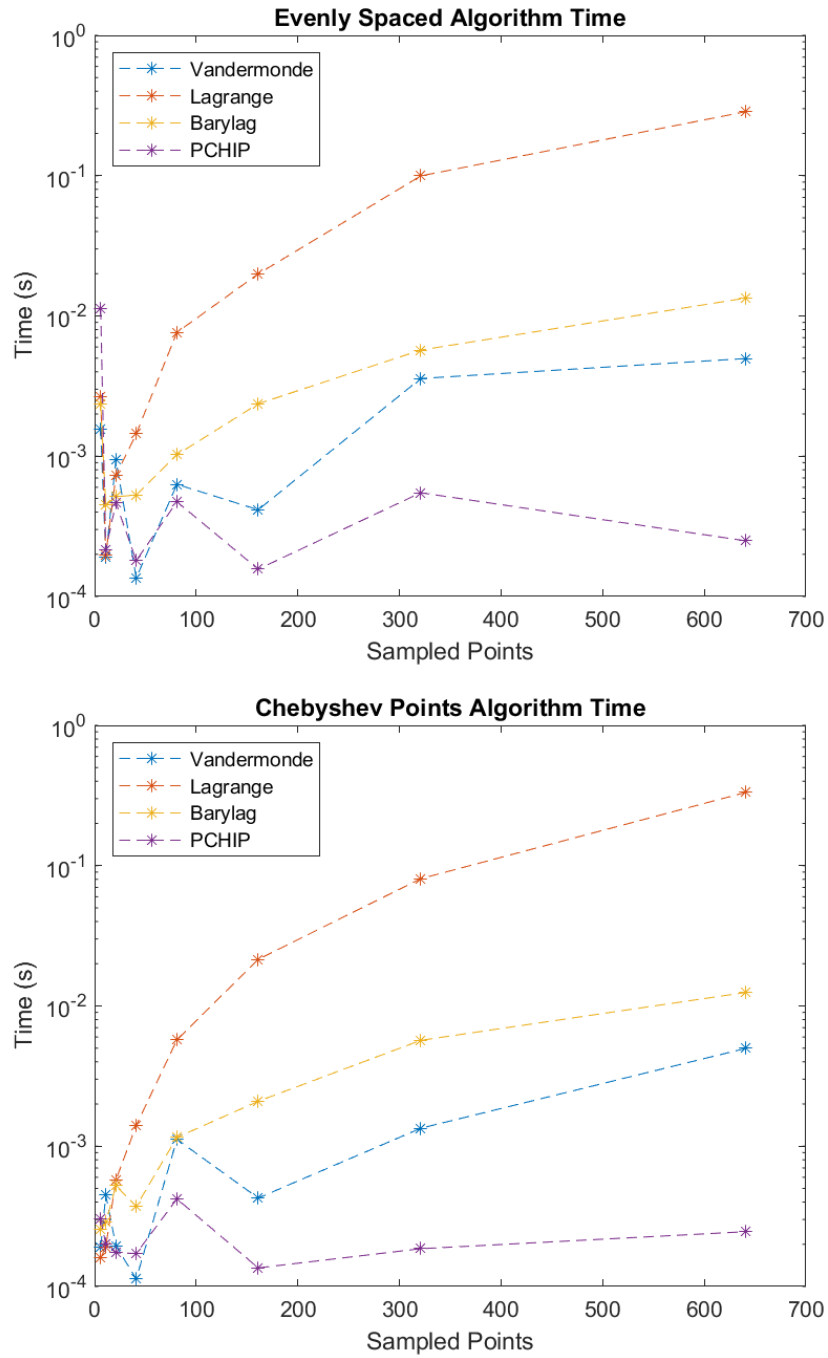 Evenly Spaced Algorithm Time
10^0
Vandermonde
Lagrange
Barylag
PCHIP
10^-1
10^-2
Time (s)
10^-3
10^-4
0 100 200 300 400 500 600 700
Sampled Points
Chebyshev Points Algorithm Time
10^0
Vandermonde
Lagrange
Barylag
PCHIP
10^-1
10^-2
Time (s)
10^-3
10^-4
0 100 200 300 400 500 600 700
Sampled Points